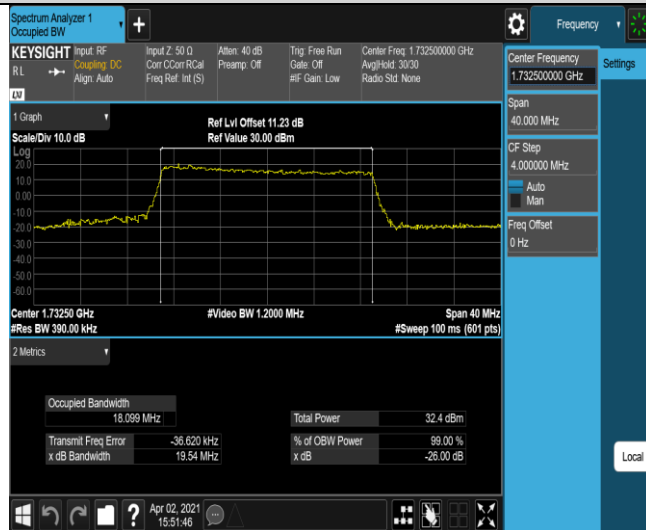 Spectrum Analyzer 1
Occupied BW
Frequency
KEYSIGHT
Input: RF
Coupling: DC
Align: Auto
Input Z: 50 Ω
Corr CCorr RCal
Freq Ref: Int (S)
Atten: 40 dB
Preamp: Off
Trig: Free Run
Gate: Off
#IF Gain: Low
Center Freq: 1.732500000 GHz
Avg|Hold: 30/30
Radio Std: None
RL
LXI
Center Frequency
1.732500000 GHz
Settings
Span
40.000 MHz
CF Step
4.000000 MHz
Auto
Man
Freq Offset
0 Hz
1 Graph
Scale/Div 10.0 dB
Ref Lvl Offset 11.23 dB
Ref Value 30.00 dBm
Log
20.0
10.0
0.00
-10.0
-20.0
-30.0
-40.0
-50.0
-60.0
Center 1.73250 GHz
#Video BW 1.2000 MHz
Span 40 MHz
#Res BW 390.00 kHz
#Sweep 100 ms (601 pts)
2 Metrics
Occupied Bandwidth
18.099 MHz
Total Power 32.4 dBm
Transmit Freq Error -36.620 kHz
% of OBW Power 99.00 %
x dB Bandwidth 19.54 MHz
x dB -26.00 dB
Local
?
Apr 02, 2021
15:51:46